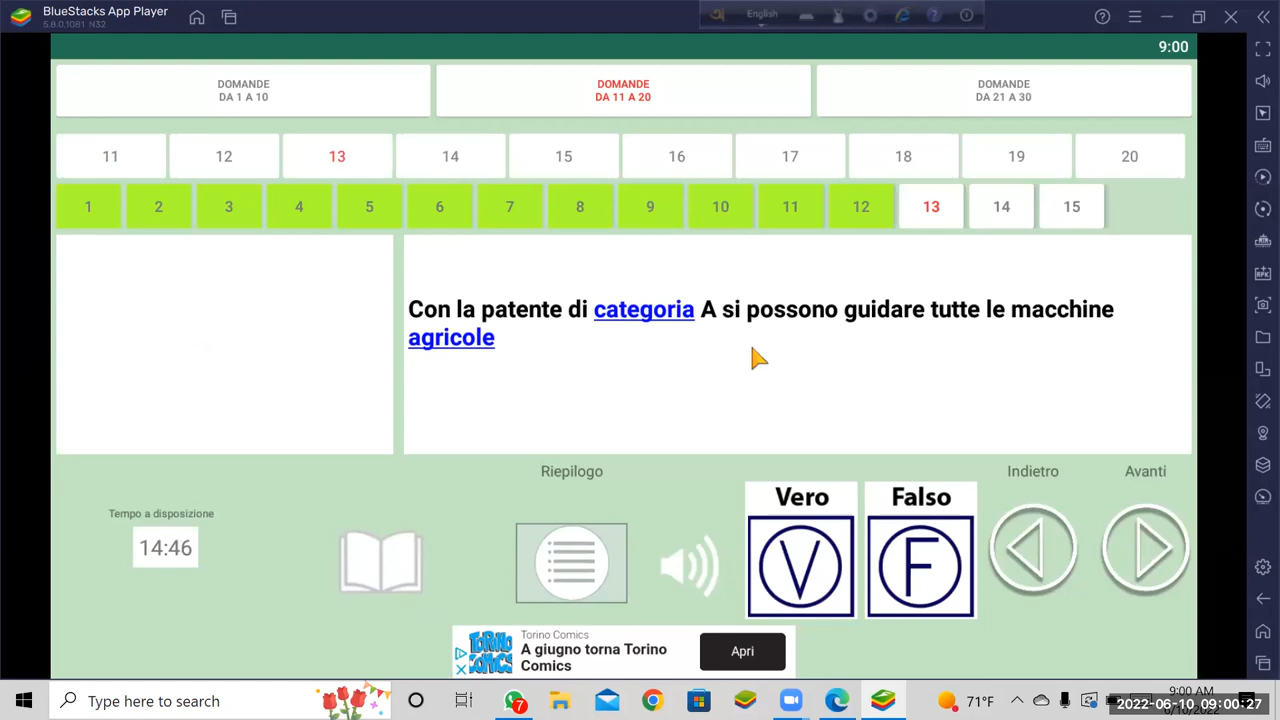 BlueStacks App Player
5.8.0.1081 N32
English
9:00
DOMANDE
DA 1 A 10
DOMANDE
DA 11 A 20
DOMANDE
DA 21 A 30
11 12 13 14 15 16 17 18 19 20
1 2 3 4 5 6 7 8 9 10 11 12 13 14 15
Con la patente di categoria A si possono guidare tutte le macchine
agricole
Riepilogo
Indietro
Avanti
Vero
Falso
V
F
Tempo a disposizione
14:46
TORINO
COMICS
Torino Comics
A giugno torna Torino
Comics
Apri
Type here to search
7
71°F
9:00 AM
2022-06-10 09:00:27